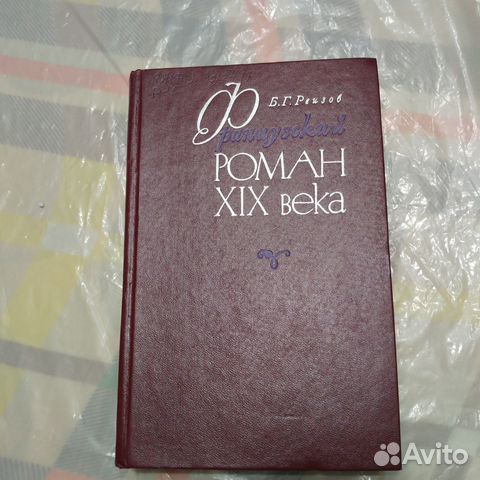 Б.Г.Реизов
Французский
РОМАН
XIX века
Avito